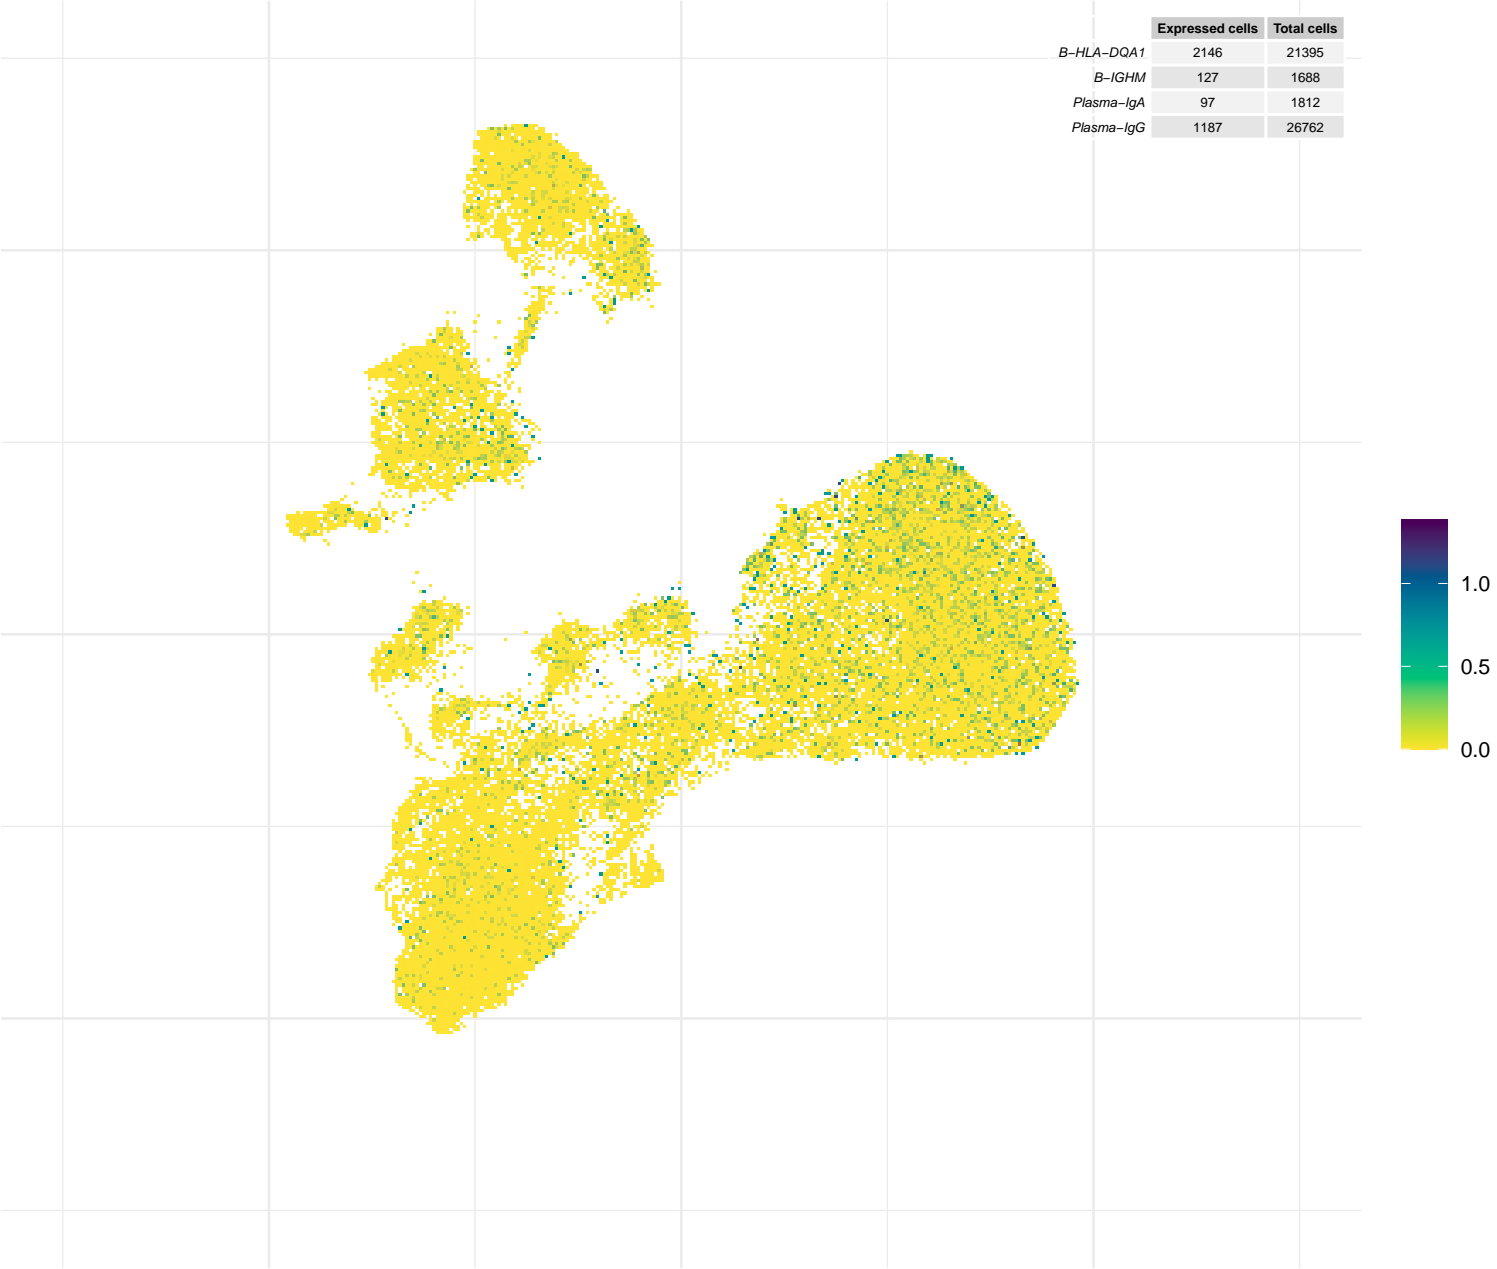 Expressed cells Total cells
B−HLA−DQA1 2146 21395
B−IGHM 127 1688
Plasma−IgA 97 1812
Plasma−IgG 1187 26762
1.0
0.5
0.0